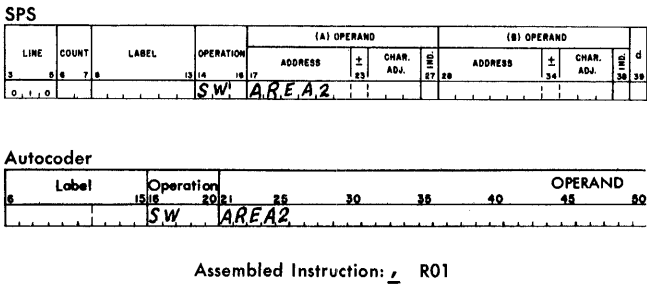 SPS
(A) OPERAND (B) OPERAND
LINE COUNT LABEL OPERATION ADDRESS ± CHAR. ADJ. IND. ADDRESS ± CHAR. ADJ. IND. d
3 5 6 7 8 13 14 16 17 23 27 28 34 38 39
0 1 0 SW AREA2
Autocoder
Label Operation OPERAND
6 15 16 20 21 25 30 35 40 45 50
SW AREA2
Assembled Instruction: , R01